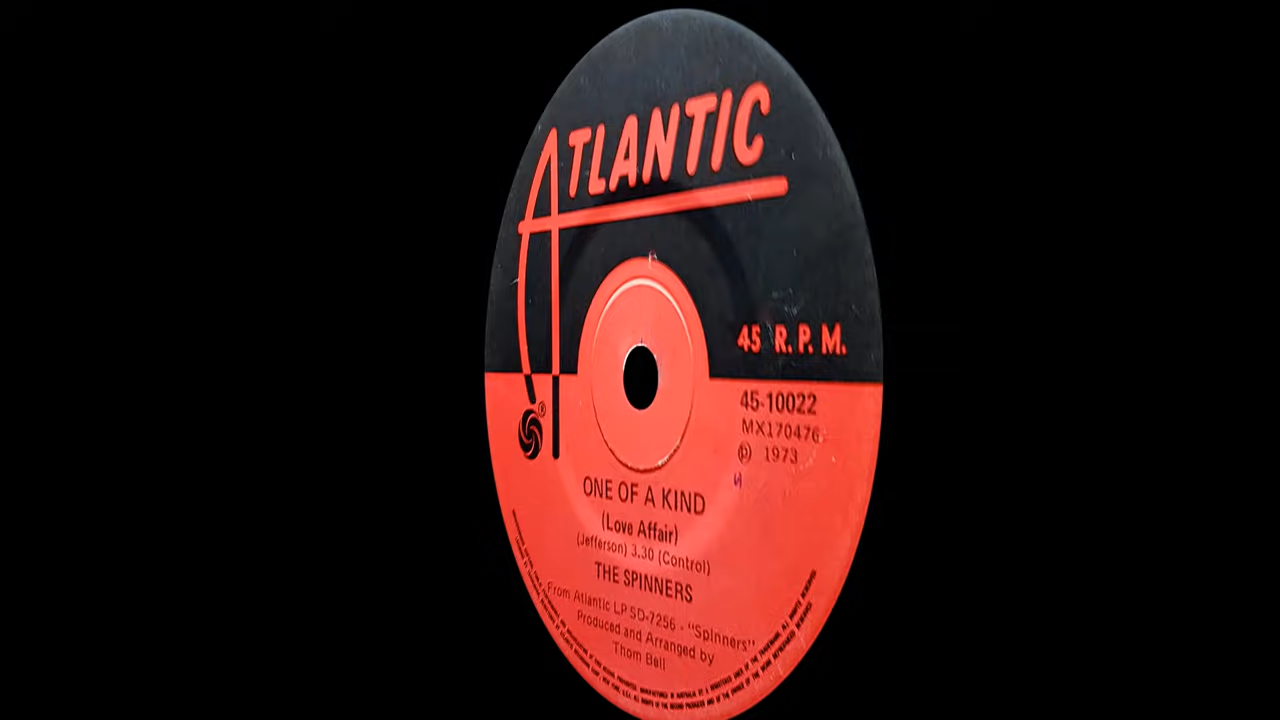 ATLANTIC
45 R. P. M.
®
45-10022
MX170476
℗ 1973
ONE OF A KIND
(Love Affair)
(Jefferson) 3.30 (Control)
THE SPINNERS
From Atlantic LP SD-7256 - "Spinners"
Produced and Arranged by
Thom Bell